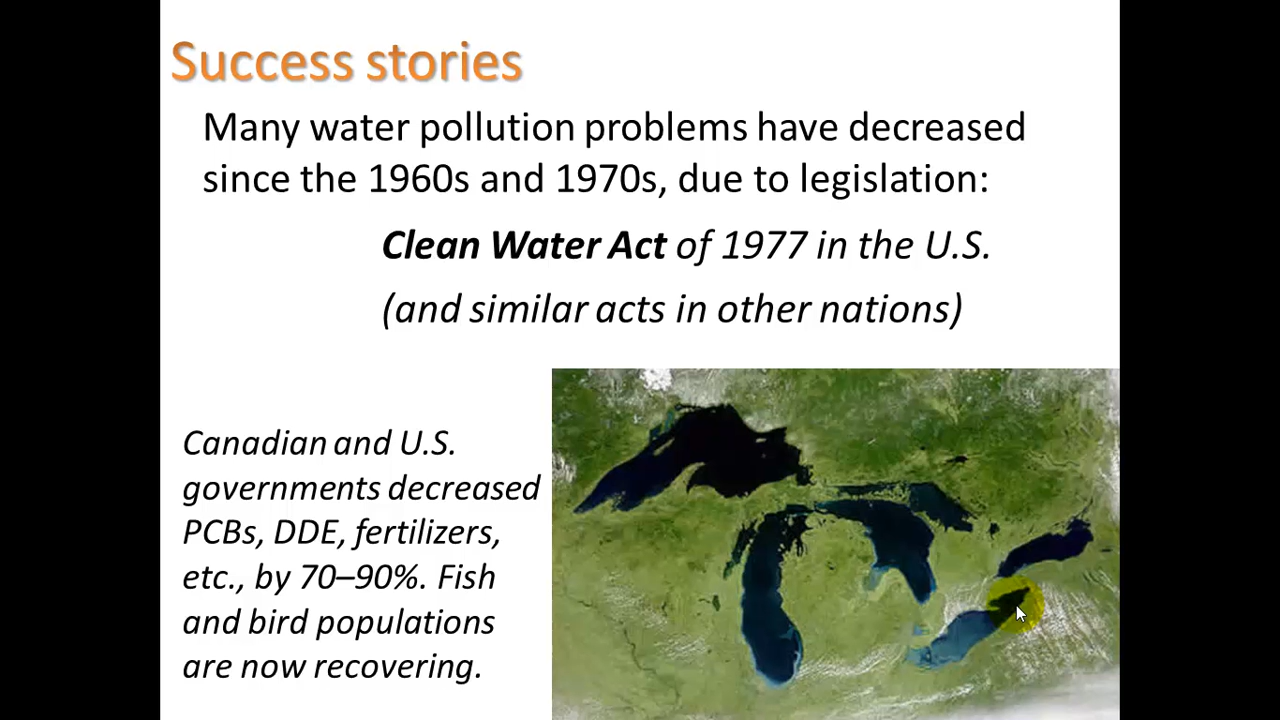 Success stories
Many water pollution problems have decreased
since the 1960s and 1970s, due to legislation:
Clean Water Act of 1977 in the U.S.
(and similar acts in other nations)
Canadian and U.S.
governments decreased
PCBs, DDE, fertilizers,
etc., by 70–90%. Fish
and bird populations
are now recovering.